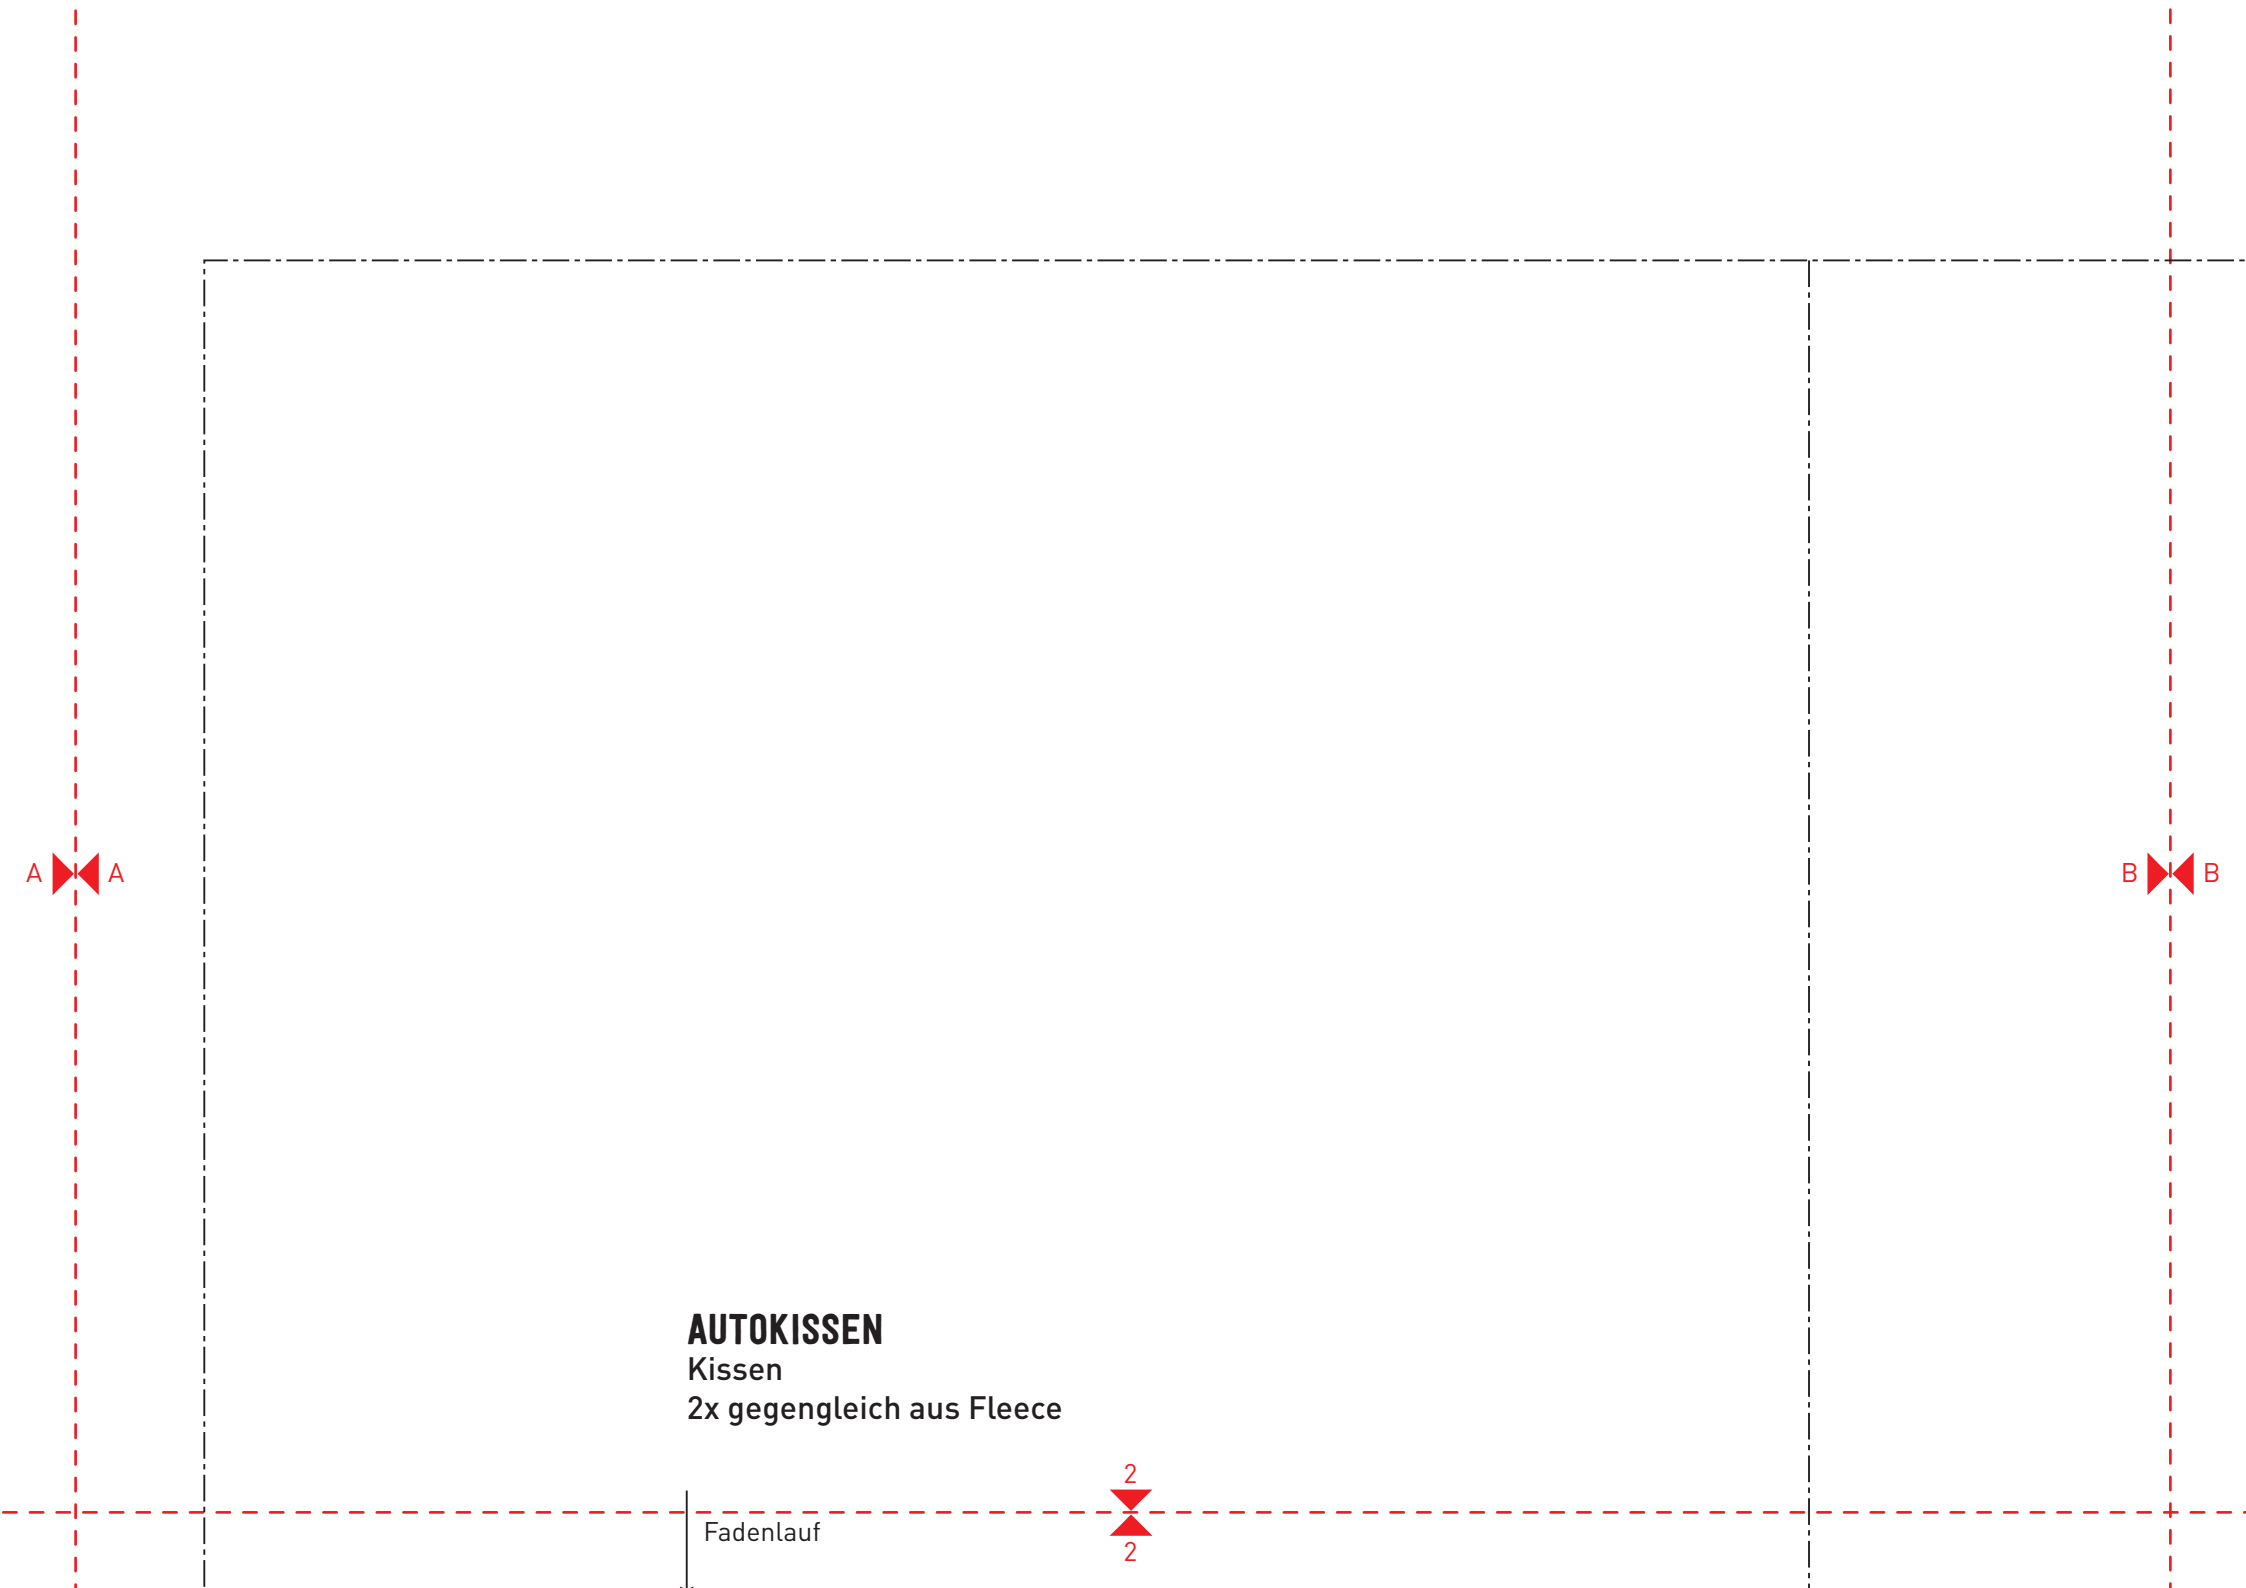 A A
B B
AUTOKISSEN
Kissen
2x gegengleich aus Fleece
2
Fadenlauf
2